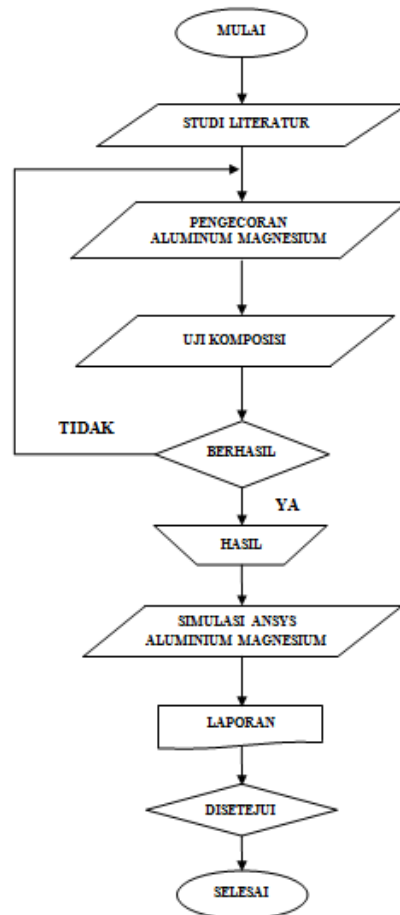 MULAI
STUDI LITERATUR
PENGECORAN
ALUMINUM MAGNESIUM
UJI KOMPOSISI
TIDAK
BERHASIL
YA
HASIL
SIMULASI ANSYS
ALUMINIUM MAGNESIUM
LAPORAN
DISETEJUI
SELESAI